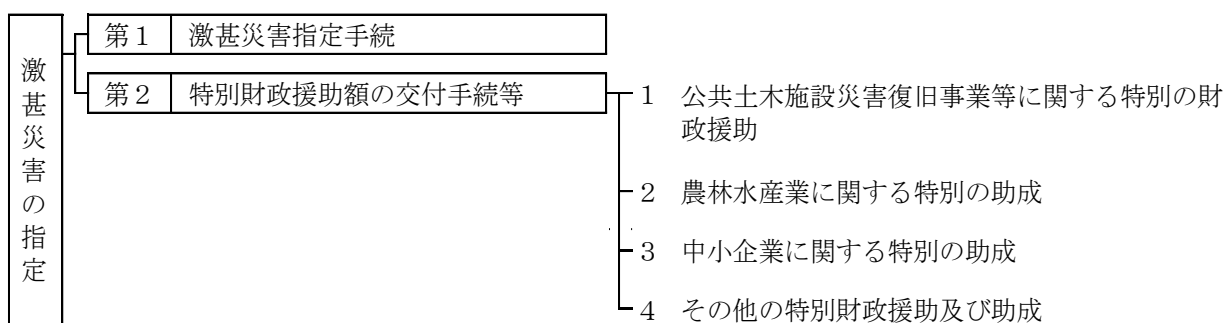 激甚災害の指定
第１ 激甚災害指定手続
第２ 特別財政援助額の交付手続等
１ 公共土木施設災害復旧事業等に関する特別の財
政援助
２ 農林水産業に関する特別の助成
３ 中小企業に関する特別の助成
４ その他の特別財政援助及び助成